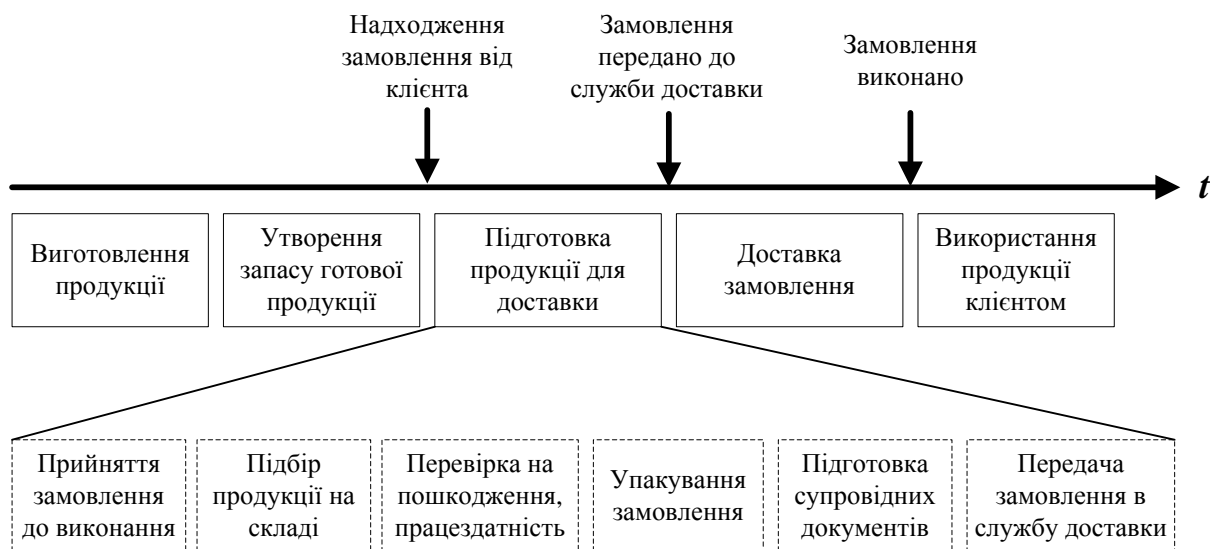 Надходження
замовлення від
клієнта
Замовлення
передано до
служби доставки
Замовлення
виконано
t
Виготовлення
продукції
Утворення
запасу готової
продукції
Підготовка
продукції для
доставки
Доставка
замовлення
Використання
продукції
клієнтом
Прийняття
замовлення
до виконання
Підбір
продукції на
складі
Перевірка на
пошкодження,
працездатність
Упакування
замовлення
Підготовка
супровідних
документів
Передача
замовлення в
службу доставки